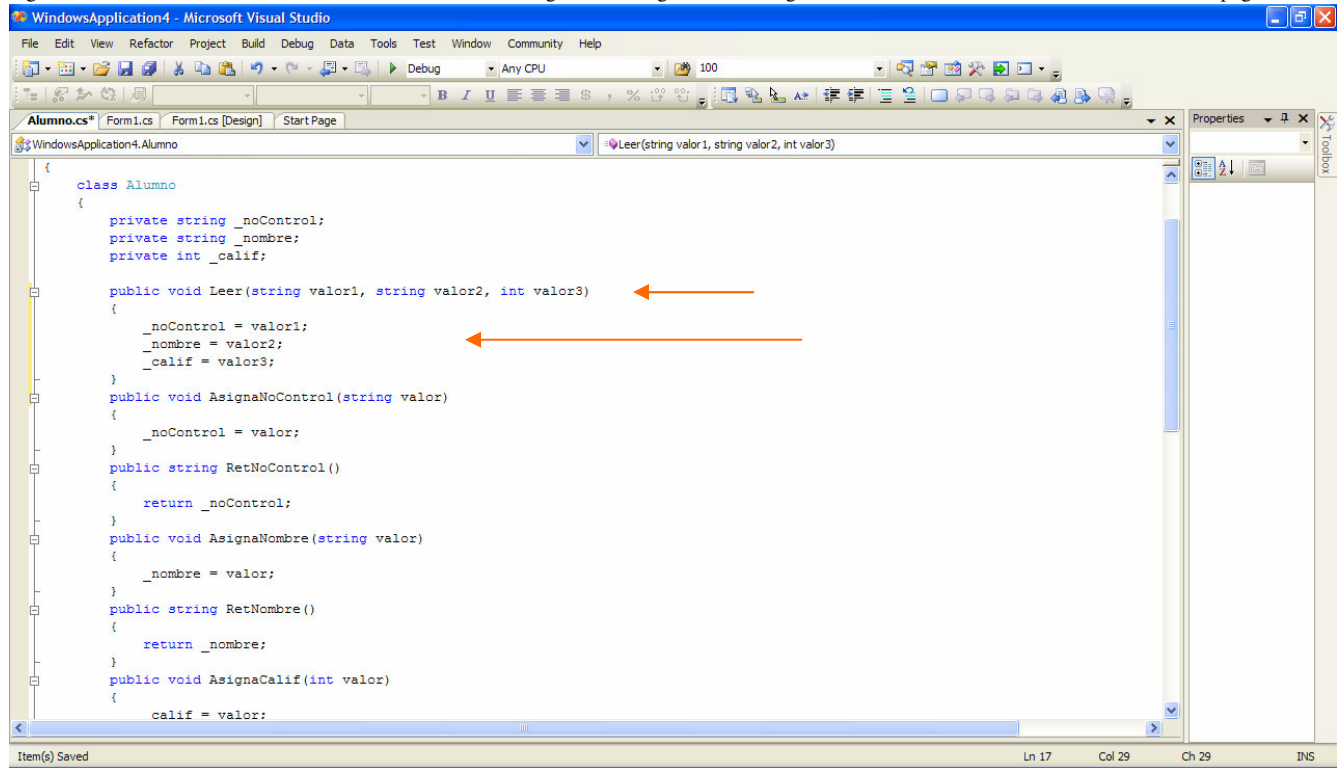 WindowsApplication4 - Microsoft Visual Studio
File Edit View Refactor Project Build Debug Data Tools Test Window Community Help
Debug Any CPU 100
B I U
Alumno.cs* Form1.cs Form1.cs [Design] Start Page
Properties
Toolbox
WindowsApplication4.Alumno Leer(string valor1, string valor2, int valor3)
{
class Alumno
{
private string _noControl;
private string _nombre;
private int _calif;
public void Leer(string valor1, string valor2, int valor3)
{
_noControl = valor1;
_nombre = valor2;
_calif = valor3;
}
public void AsignaNoControl(string valor)
{
_noControl = valor;
}
public string RetNoControl()
{
return _noControl;
}
public void AsignaNombre(string valor)
{
_nombre = valor;
}
public string RetNombre()
{
return _nombre;
}
public void AsignaCalif(int valor)
{
calif = valor;
Item(s) Saved Ln 17 Col 29 Ch 29 INS